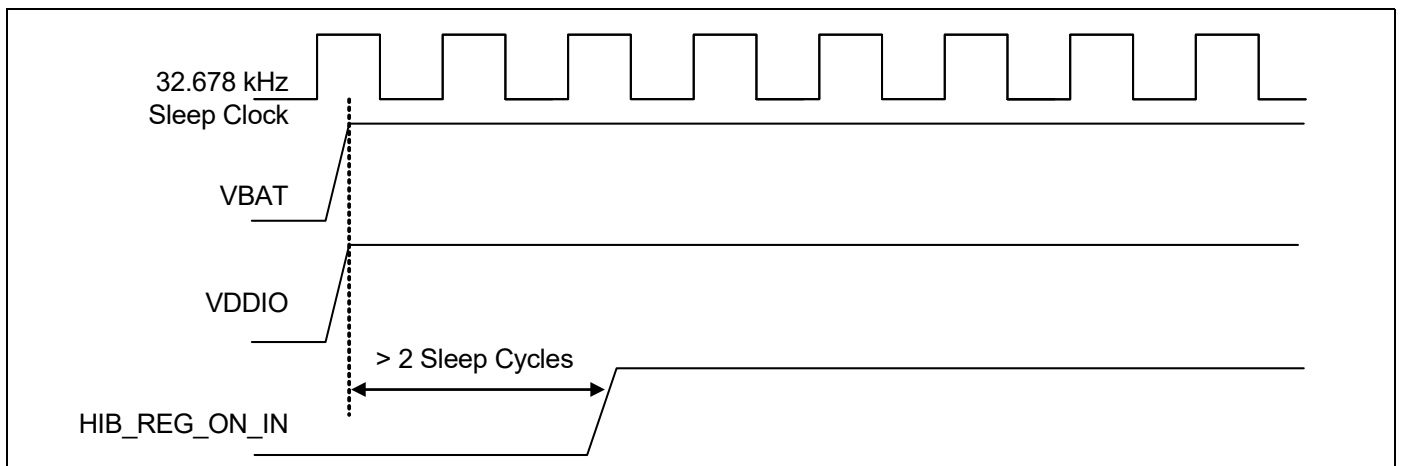 32.678 kHz
Sleep Clock
VBAT
VDDIO
> 2 Sleep Cycles
HIB_REG_ON_IN